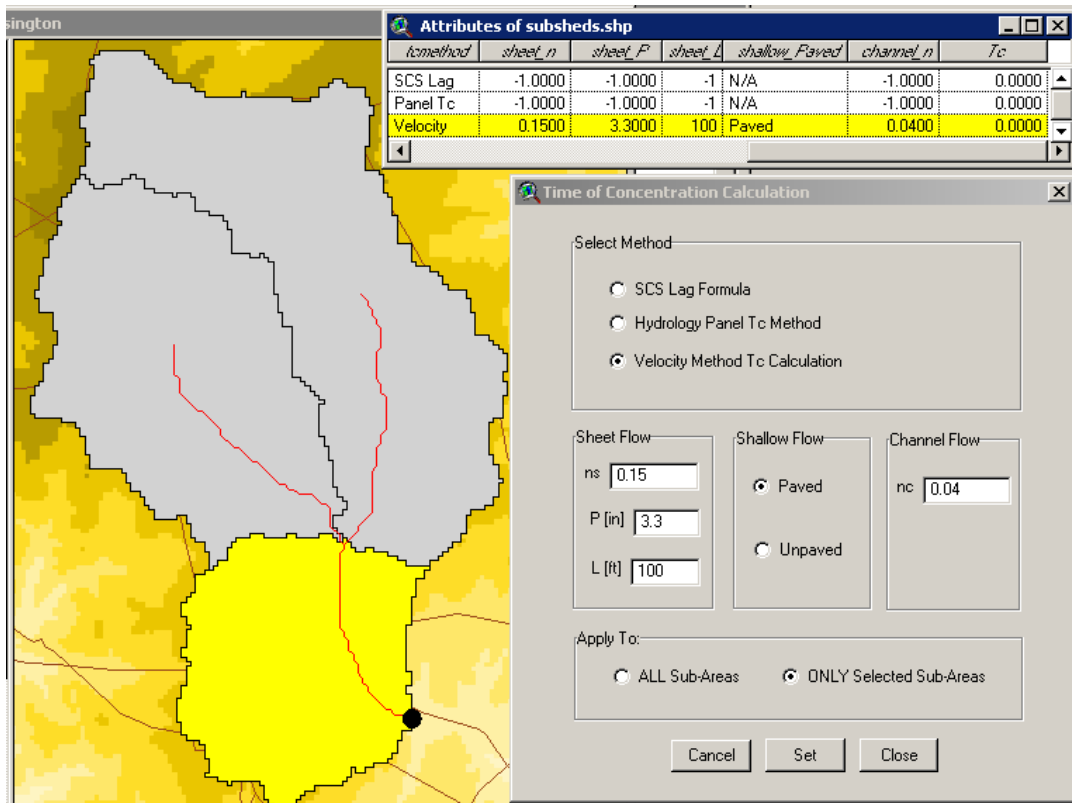 sington
Attributes of subsheds.shp
tcmethod sheet_n sheet_P sheet_L shallow_Paved channel_n Tc
SCS Lag -1.0000 -1.0000 -1 N/A -1.0000 0.0000
Panel Tc -1.0000 -1.0000 -1 N/A -1.0000 0.0000
Velocity 0.1500 3.3000 100 Paved 0.0400 0.0000
Time of Concentration Calculation
Select Method
SCS Lag Formula
Hydrology Panel Tc Method
Velocity Method Tc Calculation
Sheet Flow Shallow Flow Channel Flow
ns 0.15 Paved nc 0.04
P [in] 3.3
Unpaved
L [ft] 100
Apply To:
ALL Sub-Areas ONLY Selected Sub-Areas
Cancel Set Close